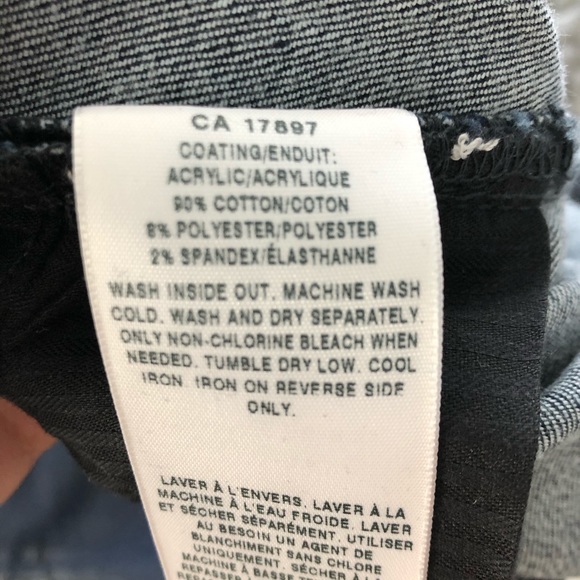 CA 17897
COATING/ENDUIT:
ACRYLIC/ACRYLIQUE
90% COTTON/COTON
8% POLYESTER/POLYESTER
2% SPANDEX/ÉLASTHANNE
WASH INSIDE OUT. MACHINE WASH
COLD. WASH AND DRY SEPARATELY.
ONLY NON-CHLORINE BLEACH WHEN
NEEDED. TUMBLE DRY LOW. COOL
IRON. IRON ON REVERSE SIDE
ONLY.
LAVER À L'ENVERS. LAVER À LA
MACHINE À L'EAU FROIDE. LAVER
ET SÉCHER SÉPARÉMENT. UTILISER
AU BESOIN UN AGENT DE
BLANCHIMENT SANS CHLORE
UNIQUEMENT. SÉCHER À LA
MACHINE À BASSE
REPASSER